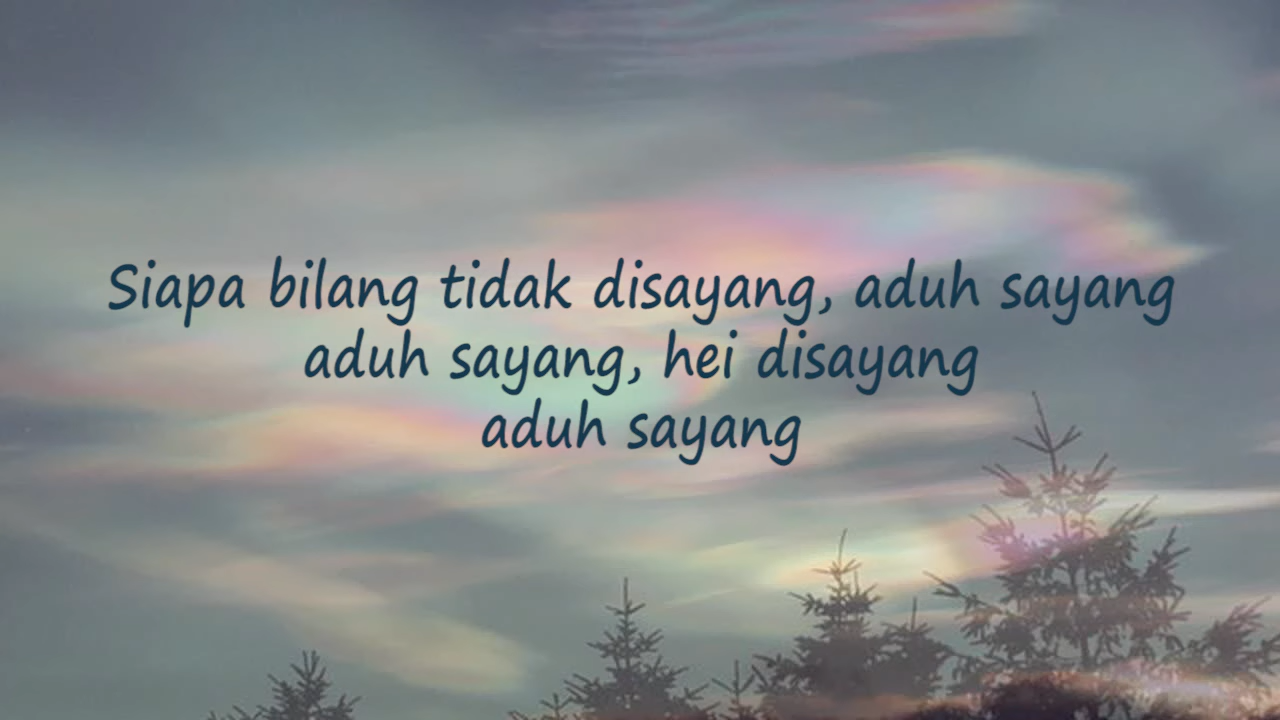 Siapa bilang tidak disayang, aduh sayang
aduh sayang, hei disayang
aduh sayang